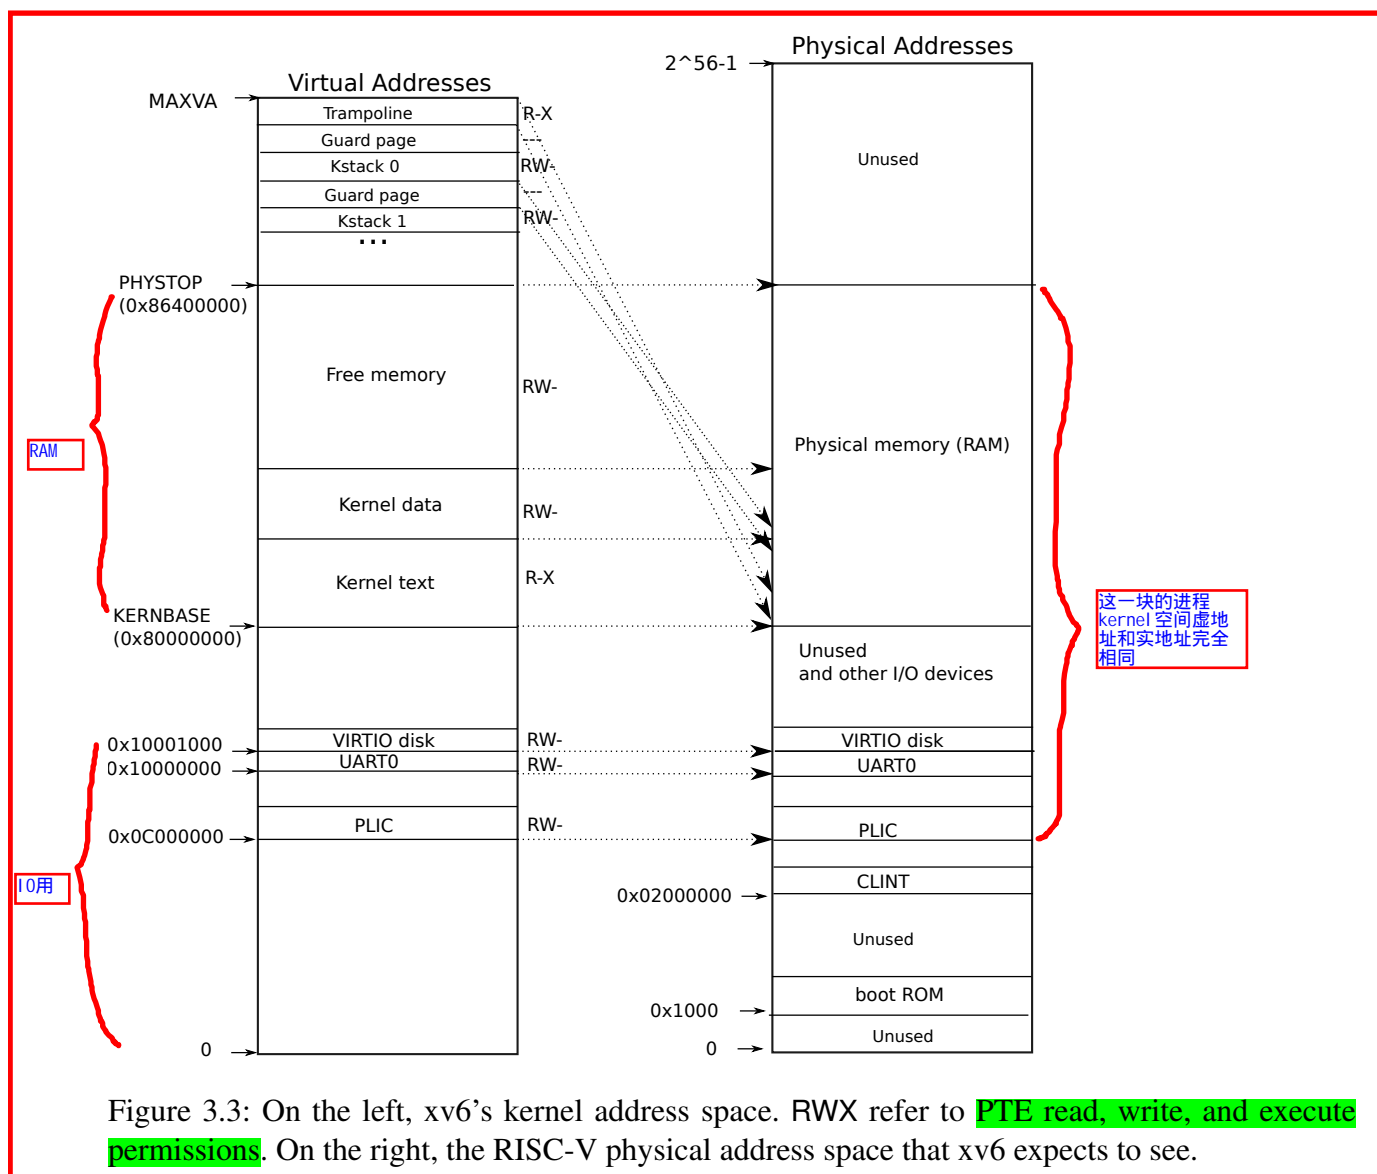 Physical Addresses
2^56-1
Virtual Addresses
MAXVA
Trampoline
R-X
Guard page
---
Unused
Kstack 0
RW-
Guard page
---
Kstack 1
RW-
...
PHYSTOP
(0x86400000)
Free memory
RW-
RAM
Physical memory (RAM)
Kernel data
RW-
Kernel text
R-X
KERNBASE
(0x80000000)
这一块的进程
kernel空间虚地
址和实地址完全
相同
Unused
and other I/O devices
0x10001000
VIRTIO disk
RW-
VIRTIO disk
0x10000000
UART0
RW-
UART0
0x0C000000
PLIC
RW-
PLIC
IO用
CLINT
0x02000000
Unused
boot ROM
0x1000
Unused
0
0
Figure 3.3: On the left, xv6's kernel address space. RWX refer to PTE read, write, and execute
permissions. On the right, the RISC-V physical address space that xv6 expects to see.